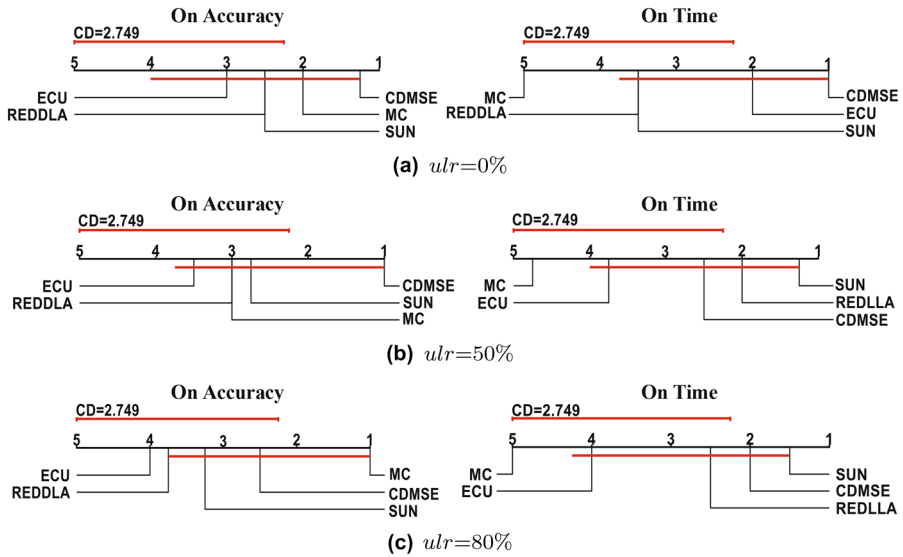 On Accuracy
CD=2.749
5 4 3 2 1
ECU CDMSE
REDDLA MC
SUN
On Time
CD=2.749
5 4 3 2 1
MC CDMSE
REDDLA ECU
SUN
(a) ulr=0%
On Accuracy
CD=2.749
5 4 3 2 1
ECU CDMSE
REDDLA SUN
MC
On Time
CD=2.749
5 4 3 2 1
MC SUN
ECU REDLLA
CDMSE
(b) ulr=50%
On Accuracy
CD=2.749
5 4 3 2 1
ECU MC
REDDLA CDMSE
SUN
On Time
CD=2.749
5 4 3 2 1
MC SUN
ECU CDMSE
REDLLA
(c) ulr=80%